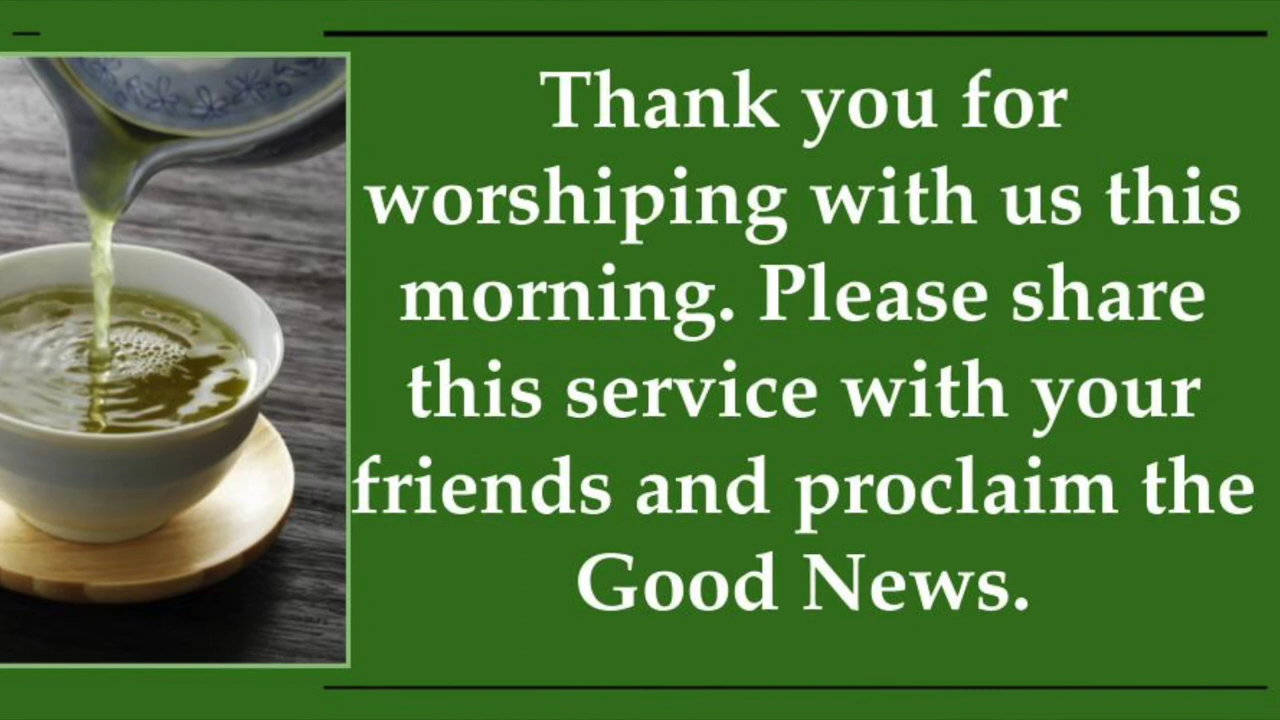 Thank you for
worshiping with us this
morning. Please share
this service with your
friends and proclaim the
Good News.